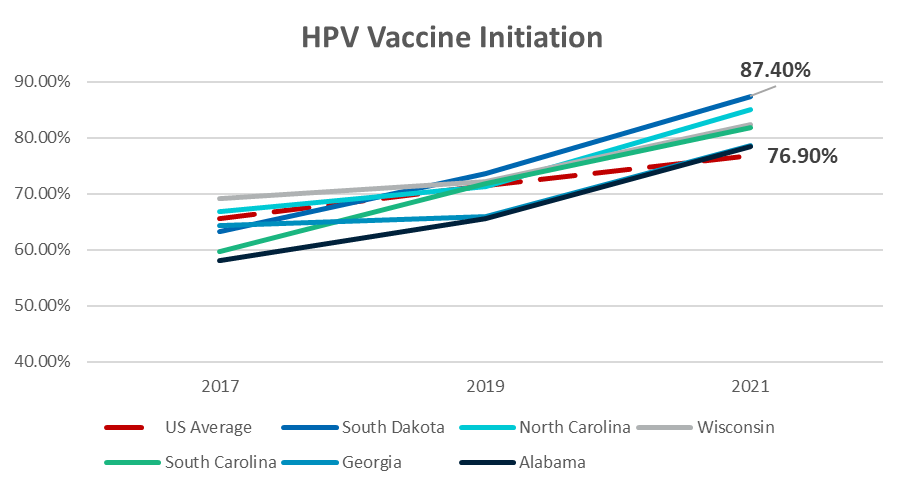 HPV Vaccine Initiation
87.40%
90.00%
80.00%
76.90%
70.00%
60.00%
50.00%
40.00%
2017 2019 2021
US Average South Dakota North Carolina Wisconsin
South Carolina Georgia Alabama